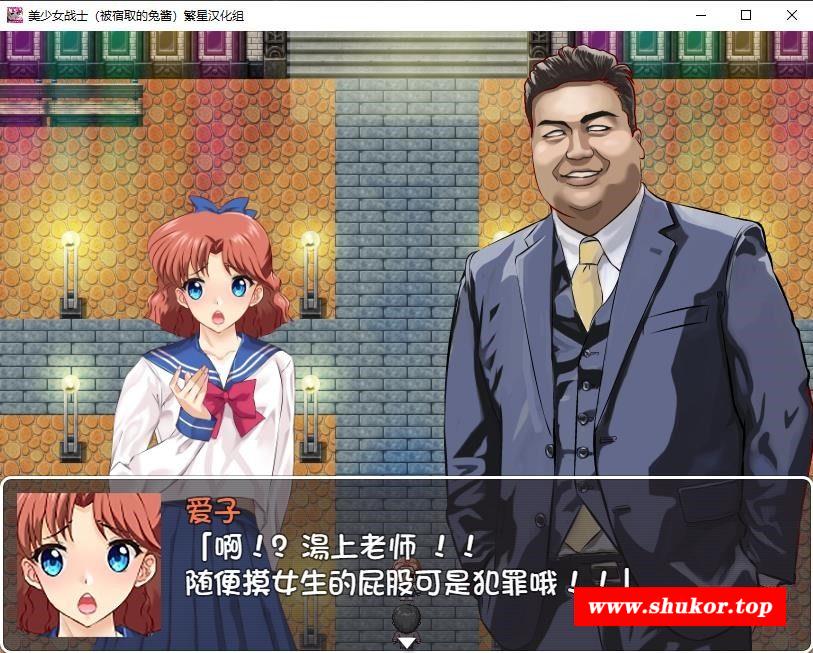 美少女战士（被宿取的兔酱）繁星汉化组
爱子
「啊！？湯上老师 ！！
随便摸女生的屁股可是犯罪哦！！」
www.shukor.top